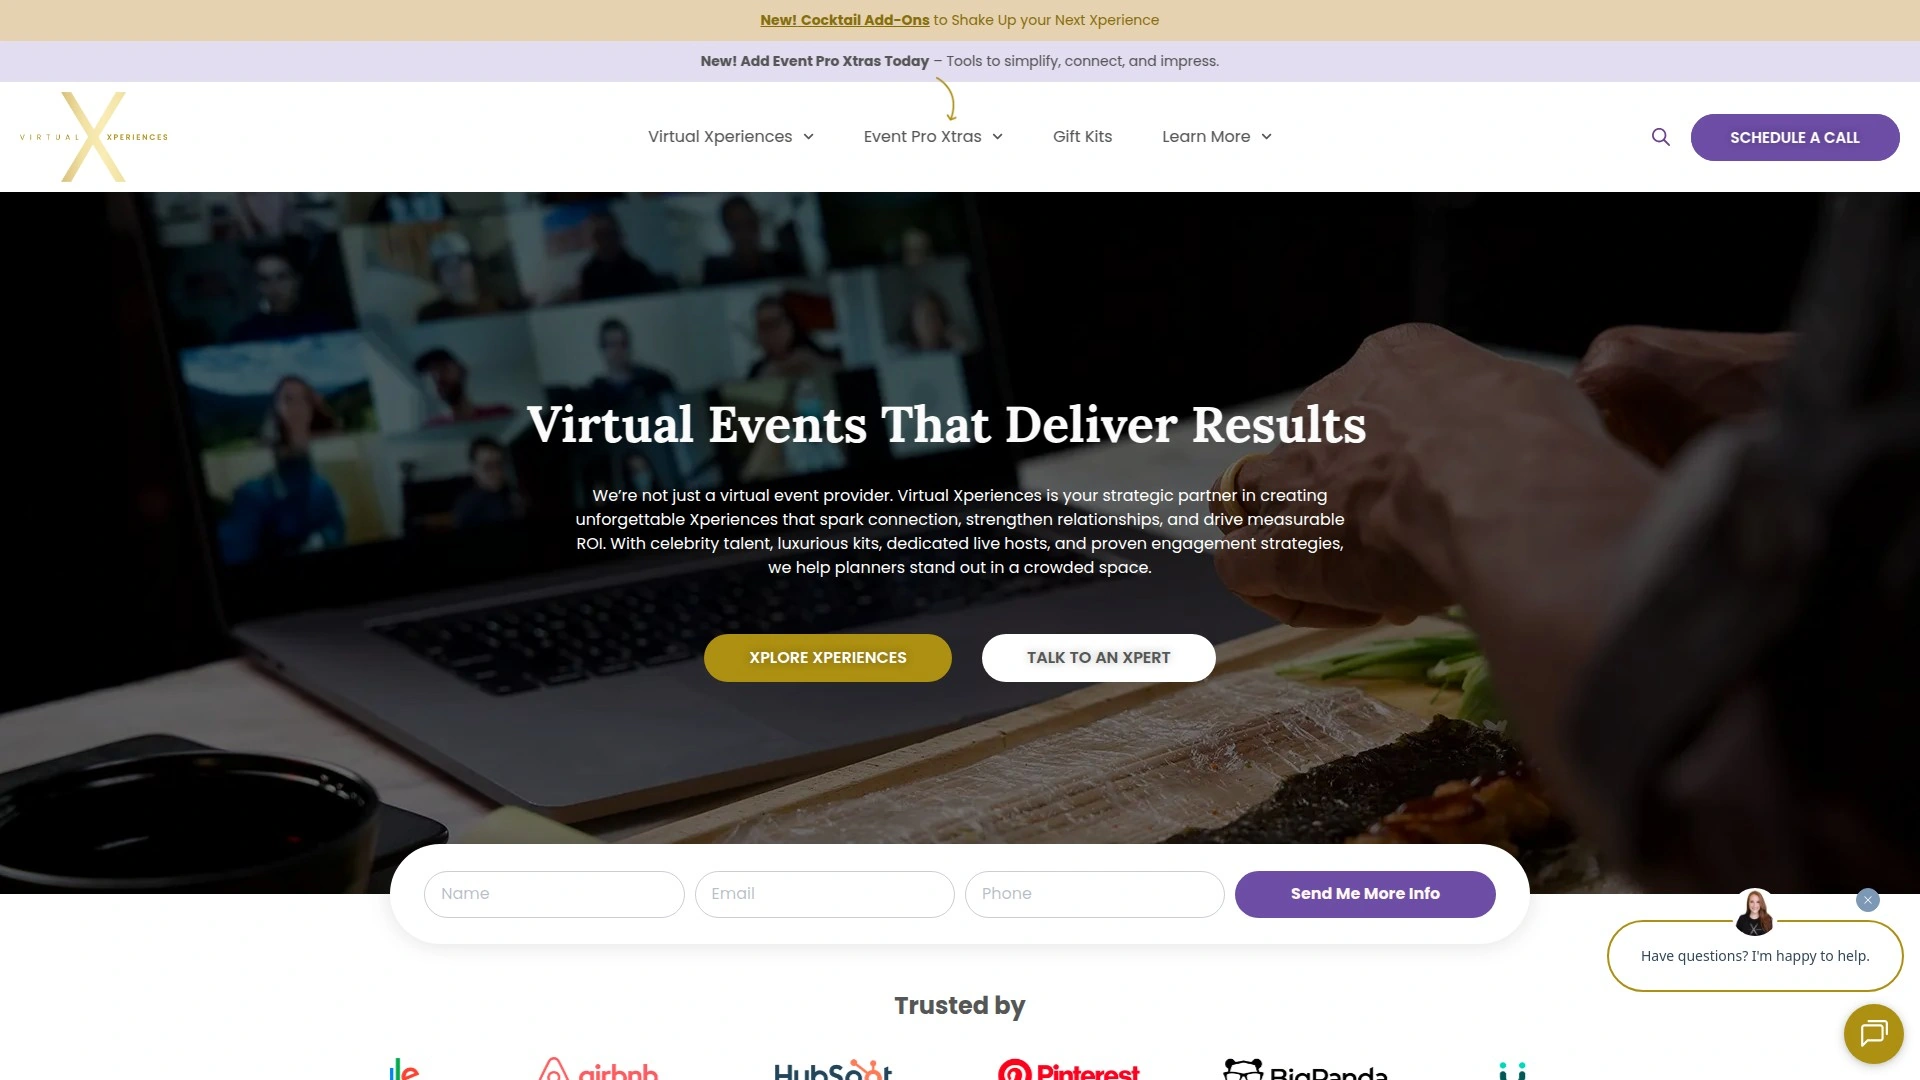 New! Cocktail Add-Ons to Shake Up your Next Xperience
New! Add Event Pro Xtras Today – Tools to simplify, connect, and impress.
VIRTUAL XPERIENCES
Virtual Xperiences
Event Pro Xtras
Gift Kits
Learn More
SCHEDULE A CALL
Virtual Events That Deliver Results
We’re not just a virtual event provider. Virtual Xperiences is your strategic partner in creating
unforgettable Xperiences that spark connection, strengthen relationships, and drive measurable
ROI. With celebrity talent, luxurious kits, dedicated live hosts, and proven engagement strategies,
we help planners stand out in a crowded space.
XPLORE XPERIENCES
TALK TO AN XPERT
Name
Email
Phone
Send Me More Info
Have questions? I'm happy to help.
Trusted by
le
airbnb
HubSpot
Pinterest
BigPanda